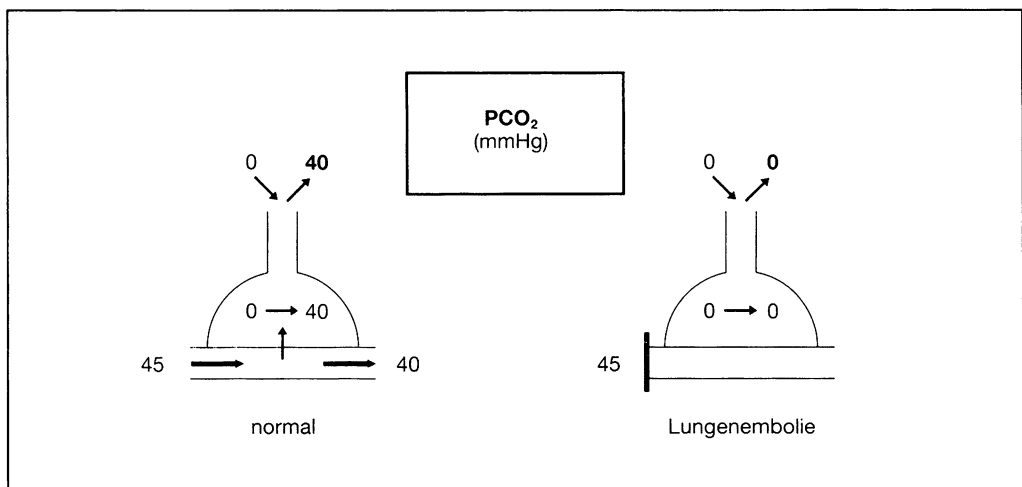 PCO₂
(mmHg)
0 40
0 → 40
45 40
normal
0 0
0 → 0
45
Lungenembolie